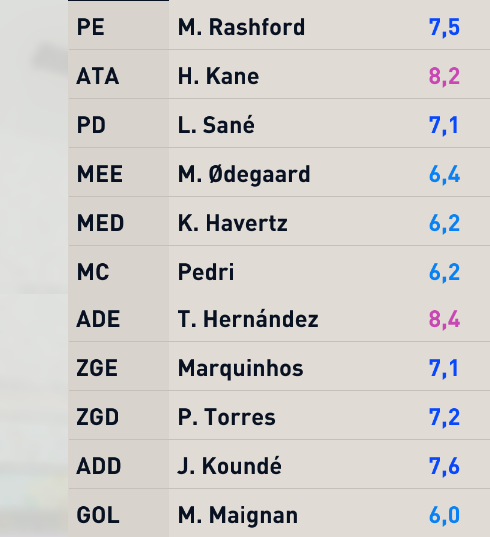 PE M. Rashford 7,5
ATA H. Kane 8,2
PD L. Sané 7,1
MEE M. Ødegaard 6,4
MED K. Havertz 6,2
MC Pedri 6,2
ADE T. Hernández 8,4
ZGE Marquinhos 7,1
ZGD P. Torres 7,2
ADD J. Koundé 7,6
GOL M. Maignan 6,0